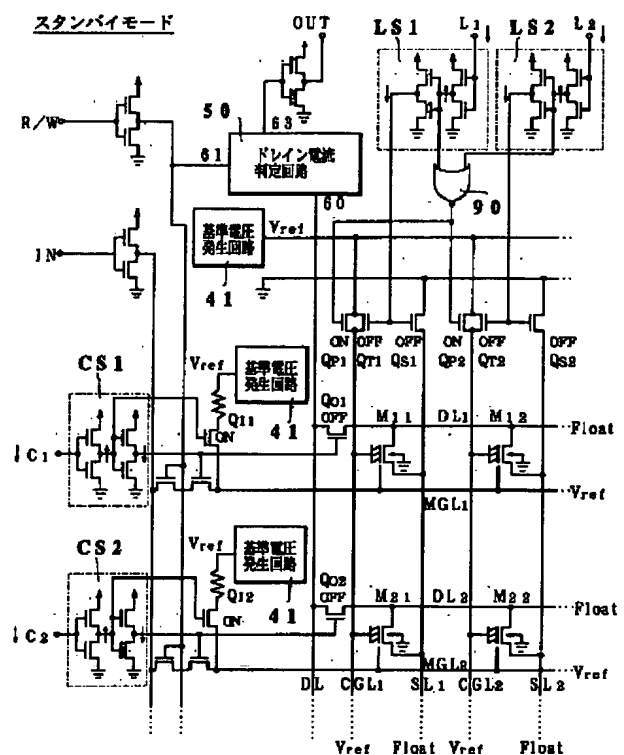 スタンバイモード
OUT
LS1
L1
LS2
L2
R/W
50
63
61
ドレイン電流
判定回路
60
90
IN
基準電圧
発生回路
Vref
41
ON
OFF
OFF
ON
OFF
OFF
QP1
QT1
QS1
QP2
QT2
QS2
CS1
Vref
基準電圧
発生回路
41
QI1
ON
QO1
OFF
M11
DL1
M12
Float
C1
MGL1
Vref
CS2
Vref
基準電圧
発生回路
41
QI2
ON
QO2
OFF
M21
DL2
M22
Float
C2
MGL2
Vref
DL
CGL1
SL1
CGL2
SL2
Vref
Float
Vref
Float